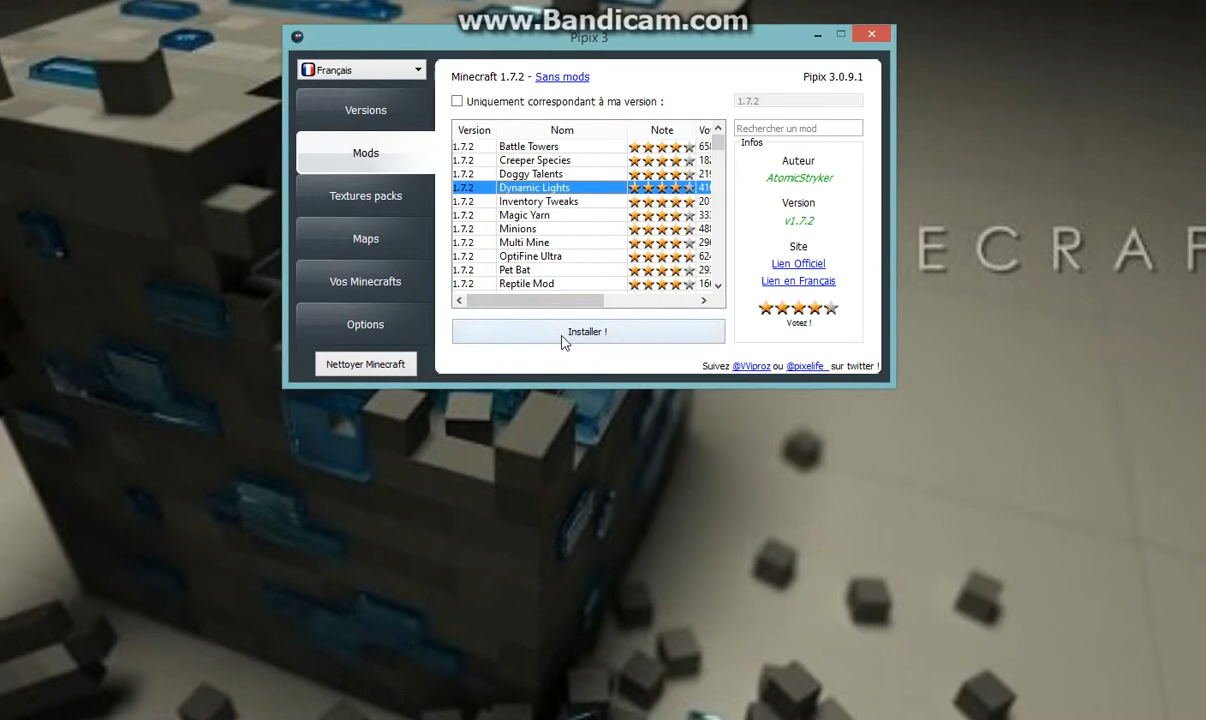 www.Bandicam.com
Pipix 3
Français
Versions
Mods
Textures packs
Maps
Vos Minecrafts
Options
Nettoyer Minecraft
Minecraft 1.7.2 - Sans mods
Pipix 3.0.9.1
Uniquement correspondant à ma version :
1.7.2
Rechercher un mod
Version Nom Note
1.7.2 Battle Towers
1.7.2 Creeper Species
1.7.2 Doggy Talents
1.7.2 Dynamic Lights
1.7.2 Inventory Tweaks
1.7.2 Magic Yarn
1.7.2 Minions
1.7.2 Multi Mine
1.7.2 OptiFine Ultra
1.7.2 Pet Bat
1.7.2 Reptile Mod
Installer !
Infos
Auteur
AtomicStryker
Version
v1.7.2
Site
Lien Officiel
Lien en Français
Votez !
Suivez @VViproz ou @pixelife_ sur twitter !
ECRAF